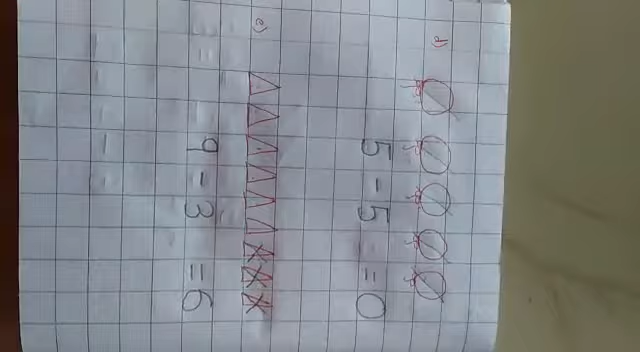 d)
5 - 5 = 0
e)
9 - 3 = 6